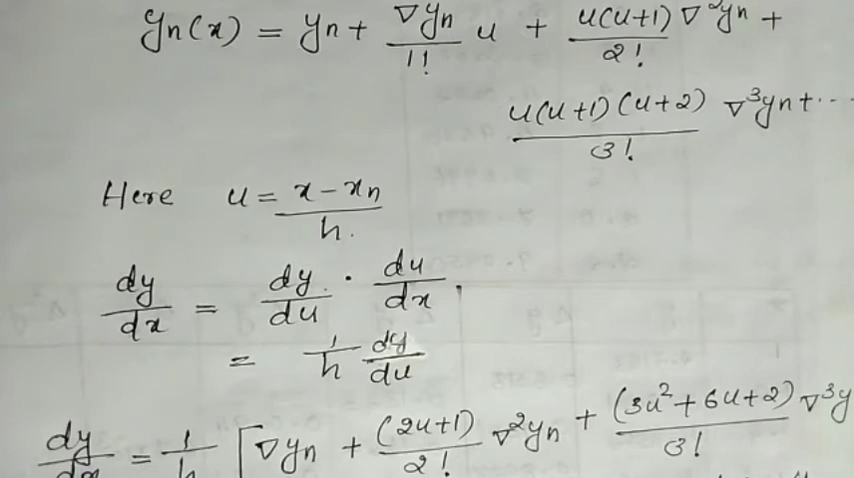 yn(x) = yn + ∇yn/1! u + u(u+1)/2! ∇²yn +
u(u+1)(u+2)/3! ∇³yn + ...
Here u = x - xn/h.
dy/dx = dy/du . du/dx
= 1/h dy/du
dy/dx = 1/h [∇yn + (2u+1)/2! ∇²yn + (3u²+6u+2)/3! ∇³y